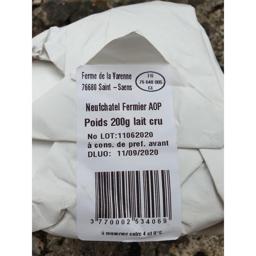 Ferme de la Varenne
76680 Saint - Saens
FR
76 648 005
CE
Neufchatel Fermier AOP
Poids 200g lait cru
No LOT:11062020
à cons. de pref. avant
DLUO: 11/09/2020
3 770002 534069
à conserver entre 4 et 8°C